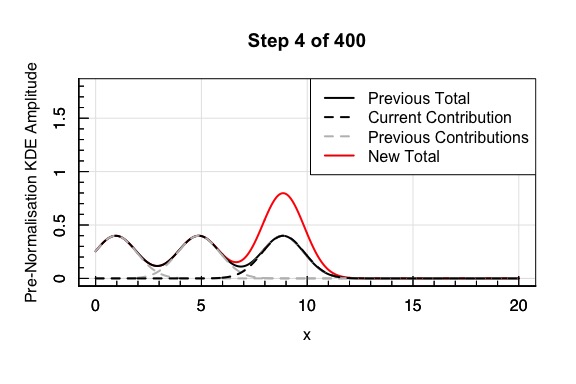 Step 4 of 400
Pre-Normalisation KDE Amplitude
1.5
1
0.5
0
Previous Total
Current Contribution
Previous Contributions
New Total
0 5 10 15 20
x